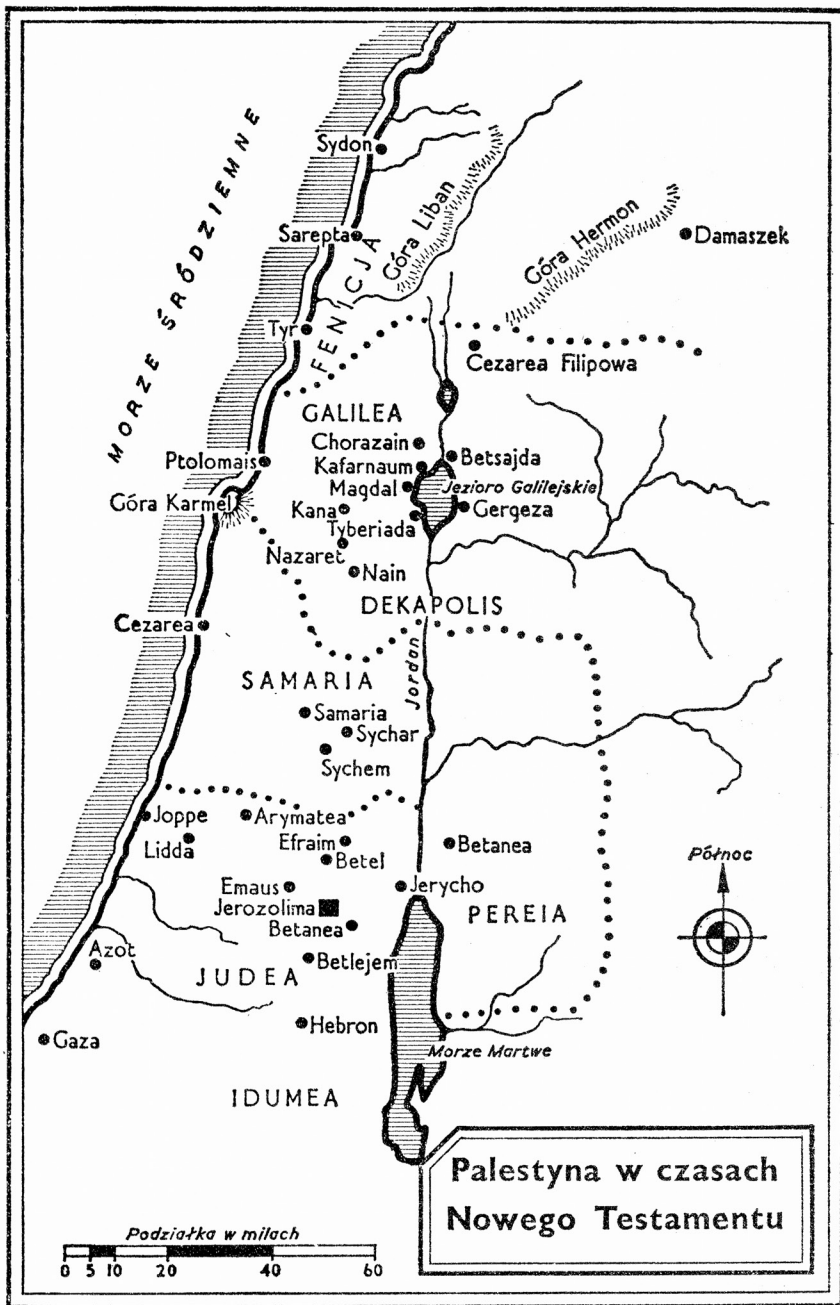 MORZE ŚRÓDZIEMNE
Sydon
Góra Liban
Sarepta
FENICJA
Góra Hermon
Damaszek
Tyr
Cezarea Filipowa
GALILEA
Chorazain
Betsajda
Ptolomais
Kafarnaum
Magdal
Jezioro Galilejskie
Góra Karmel
Kana
Gergeza
Tyberiada
Nazaret
Nain
DEKAPOLIS
Cezarea
Jordan
SAMARIA
Samaria
Sychar
Sychem
Joppe
Arymatea
Lidda
Efraim
Betanea
Betel
Północ
Emaus
Jerycho
Jerozolima
PEREIA
Betanea
Azot
Betlejem
JUDEA
Hebron
Gaza
Morze Martwe
IDUMEA
Palestyna w czasach
Nowego Testamentu
Podziałka w milach
0 5 10 20 40 60